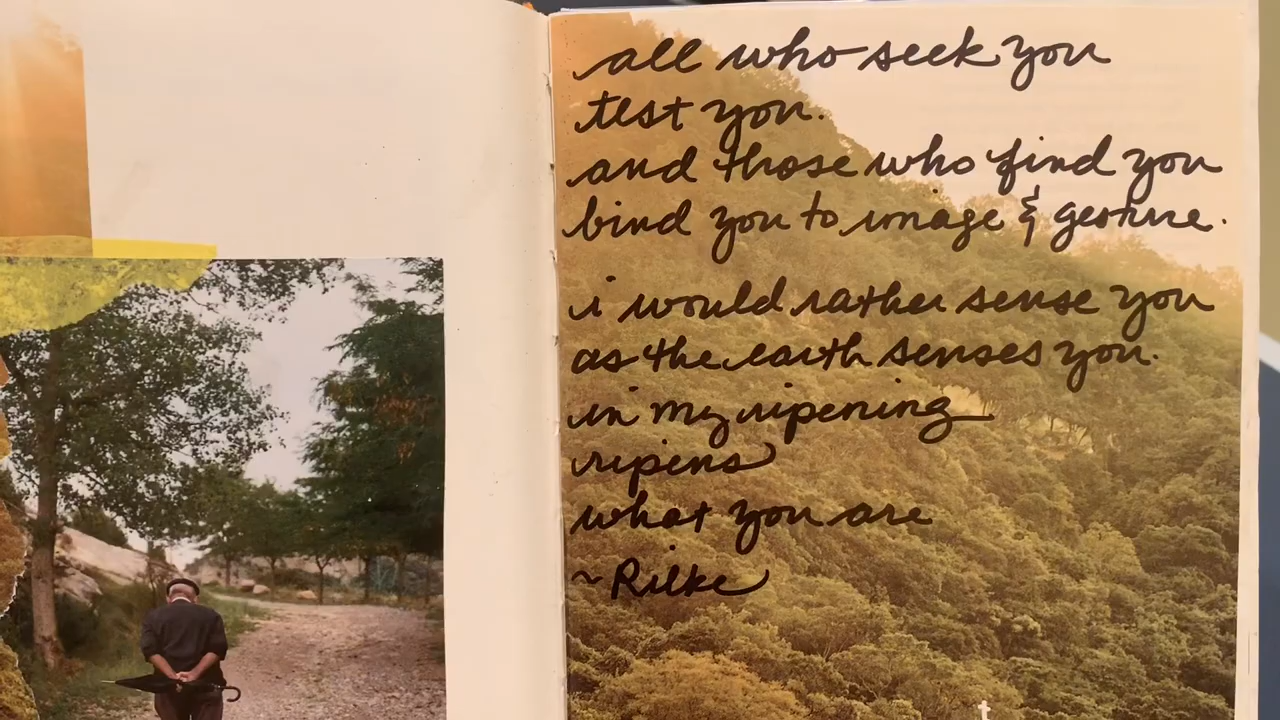 all who seek you
test you.
and those who find you
bind you to image & gesture.
i would rather sense you
as the earth senses you.
in my ripening
ripens
what you are
~ Rilke